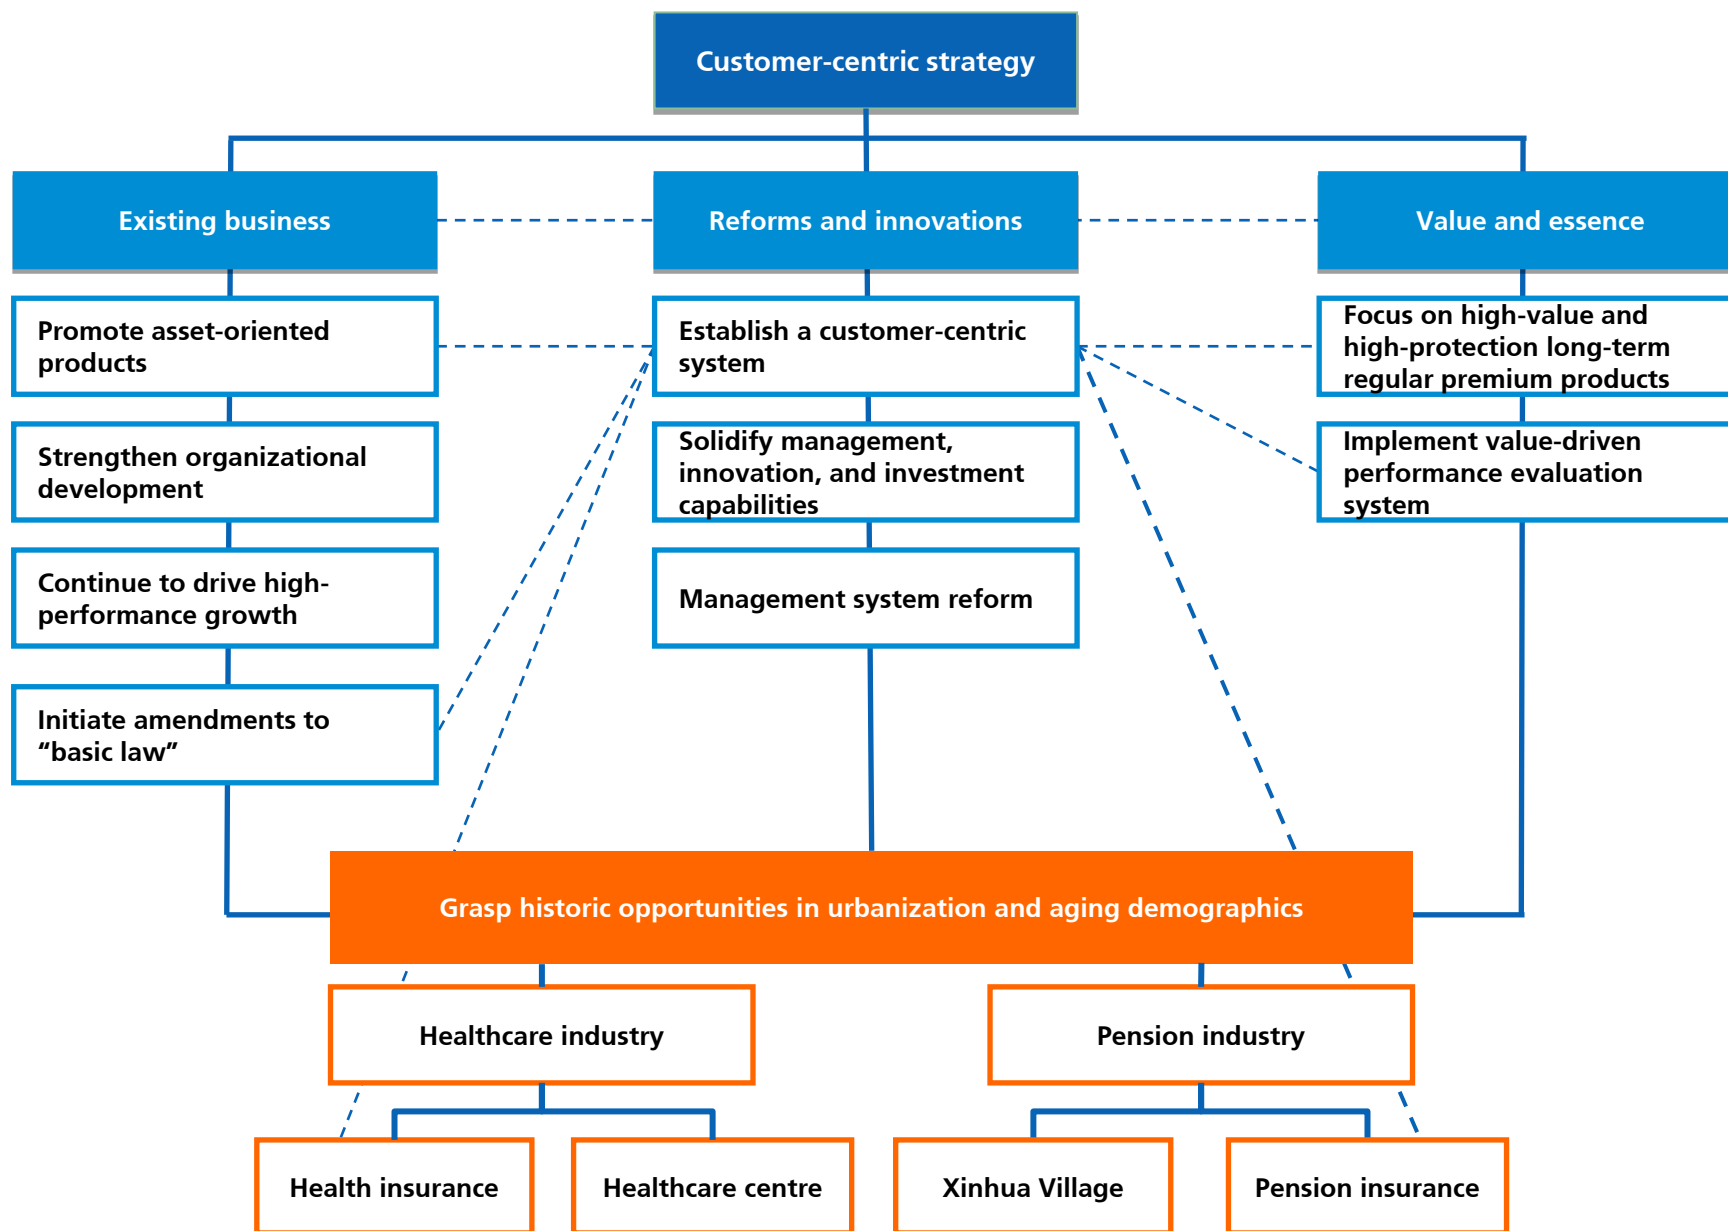 Customer-centric strategy
Existing business
Reforms and innovations
Value and essence
Promote asset-oriented
products
Establish a customer-centric
system
Focus on high-value and
high-protection long-term
regular premium products
Strengthen organizational
development
Solidify management,
innovation, and investment
capabilities
Implement value-driven
performance evaluation
system
Continue to drive high-
performance growth
Management system reform
Initiate amendments to
“basic law”
Grasp historic opportunities in urbanization and aging demographics
Healthcare industry
Pension industry
Health insurance
Healthcare centre
Xinhua Village
Pension insurance